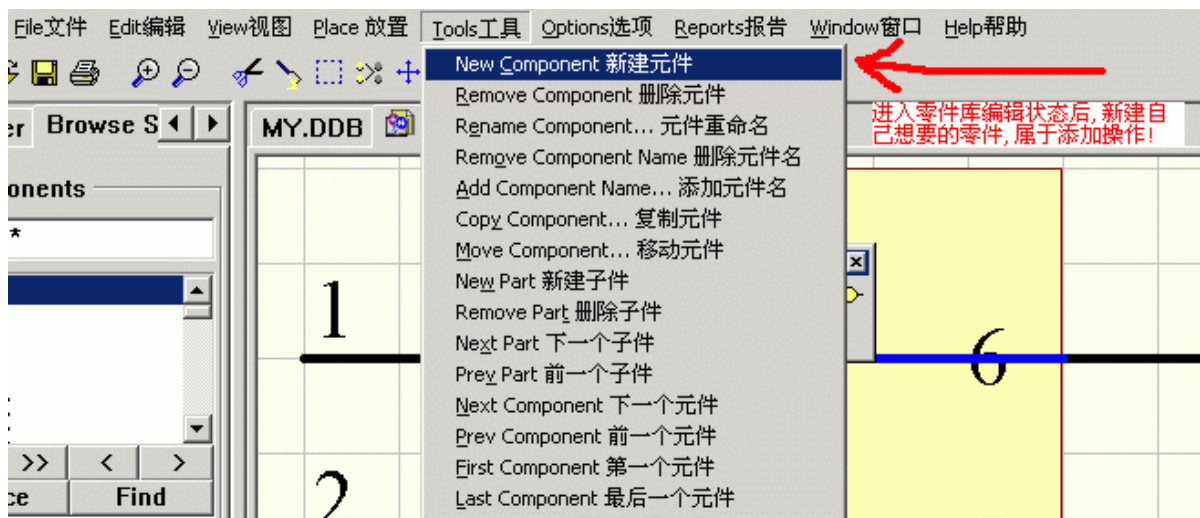 File文件 Edit编辑 View视图 Place 放置 Tools工具 Options选项 Reports报告 Window窗口 Help帮助
New Component 新建元件
Remove Component 删除元件
Rename Component... 元件重命名
Remove Component Name 删除元件名
Add Component Name... 添加元件名
Copy Component... 复制元件
Move Component... 移动元件
New Part 新建子件
Remove Part 删除子件
Next Part 下一个子件
Prev Part 前一个子件
Next Component 下一个元件
Prev Component 前一个元件
First Component 第一个元件
Last Component 最后一个元件
进入零件库编辑状态后,新建自
己想要的零件,属于添加操作!
er Browse S
MY.DDB
onents
*
1
6
2
>> < >
ce Find